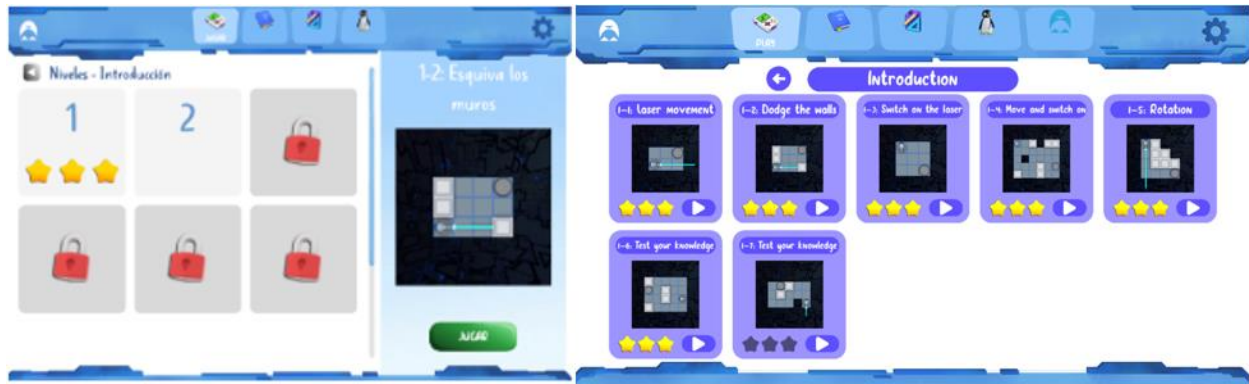 JUGAR
Niveles - Introducción
1
2
1-2: Esquiva los
muros
JUGAR
PLAY
Introduction
1-1: Laser movement
1-2: Dodge the walls
1-3: Switch on the laser
1-4: Move and switch on
1-5: Rotation
1-6: Test your knowledge
1-7: Test your knowledge